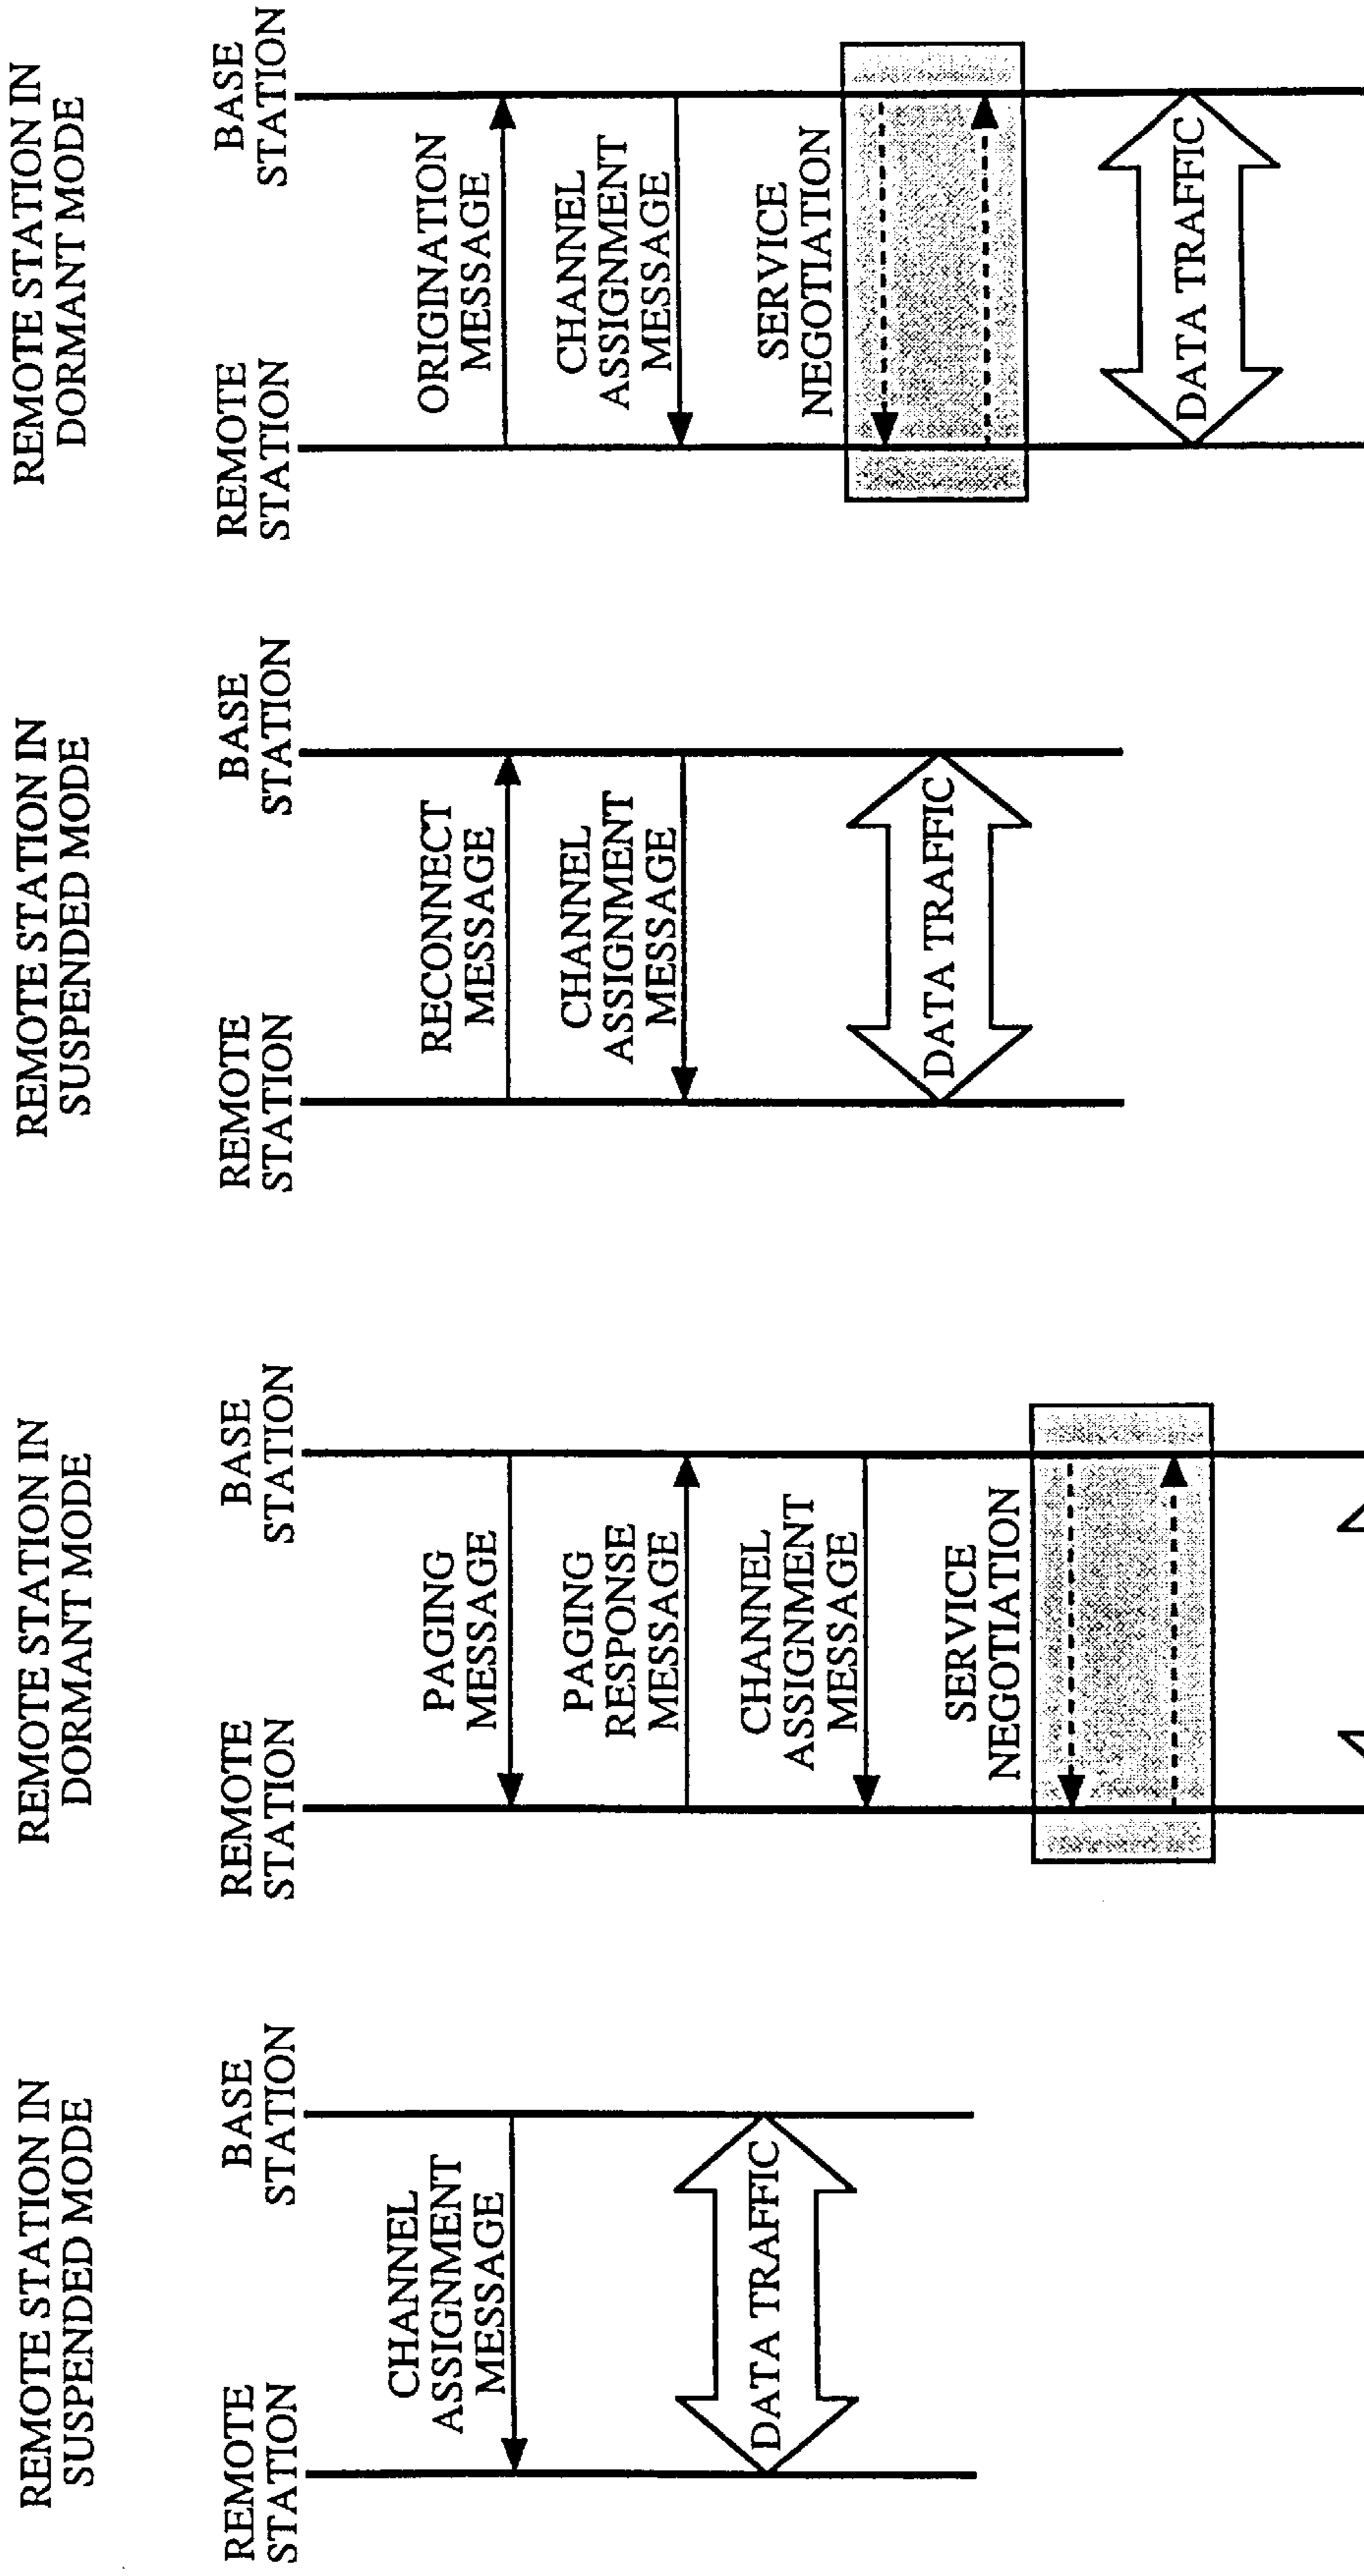 REMOTE STATION IN
SUSPENDED MODE
REMOTE
STATION
BASE
STATION
CHANNEL
ASSIGNMENT
MESSAGE
DATA TRAFFIC
REMOTE STATION IN
DORMANT MODE
REMOTE
STATION
BASE
STATION
PAGING
MESSAGE
PAGING
RESPONSE
MESSAGE
CHANNEL
ASSIGNMENT
MESSAGE
SERVICE
NEGOTIATION
REMOTE STATION IN
SUSPENDED MODE
REMOTE
STATION
BASE
STATION
RECONNECT
MESSAGE
CHANNEL
ASSIGNMENT
MESSAGE
DATA TRAFFIC
REMOTE STATION IN
DORMANT MODE
REMOTE
STATION
BASE
STATION
ORIGINATION
MESSAGE
CHANNEL
ASSIGNMENT
MESSAGE
SERVICE
NEGOTIATION
DATA TRAFFIC